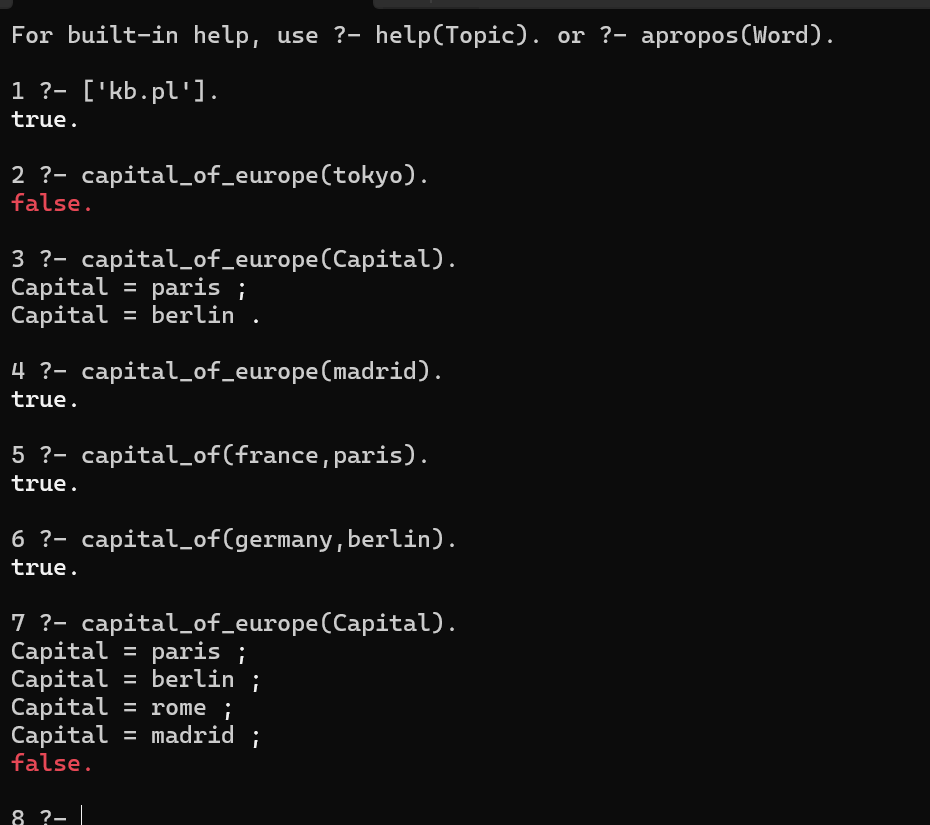 For built-in help, use ?- help(Topic). or ?- apropos(Word).
1 ?- ['kb.pl'].
true.
2 ?- capital_of_europe(tokyo).
false.
3 ?- capital_of_europe(Capital).
Capital = paris ;
Capital = berlin .
4 ?- capital_of_europe(madrid).
true.
5 ?- capital_of(france,paris).
true.
6 ?- capital_of(germany,berlin).
true.
7 ?- capital_of_europe(Capital).
Capital = paris ;
Capital = berlin ;
Capital = rome ;
Capital = madrid ;
false.
8 ?-